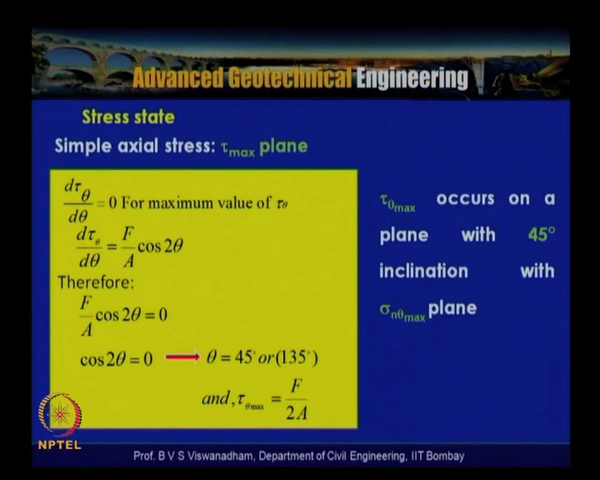 Advanced Geotechnical Engineering
Stress state
Simple axial stress: τmax plane
dτθ/dθ = 0 For maximum value of τθ
dτθ/dθ = F/A cos 2θ
Therefore:
F/A cos 2θ = 0
cos 2θ = 0 → θ = 45° or (135°)
and, τθmax = F/2A
τθmax occurs on a
plane with 45°
inclination with
σnθmax plane
NPTEL
Prof. B V S Viswanadham, Department of Civil Engineering, IIT Bombay